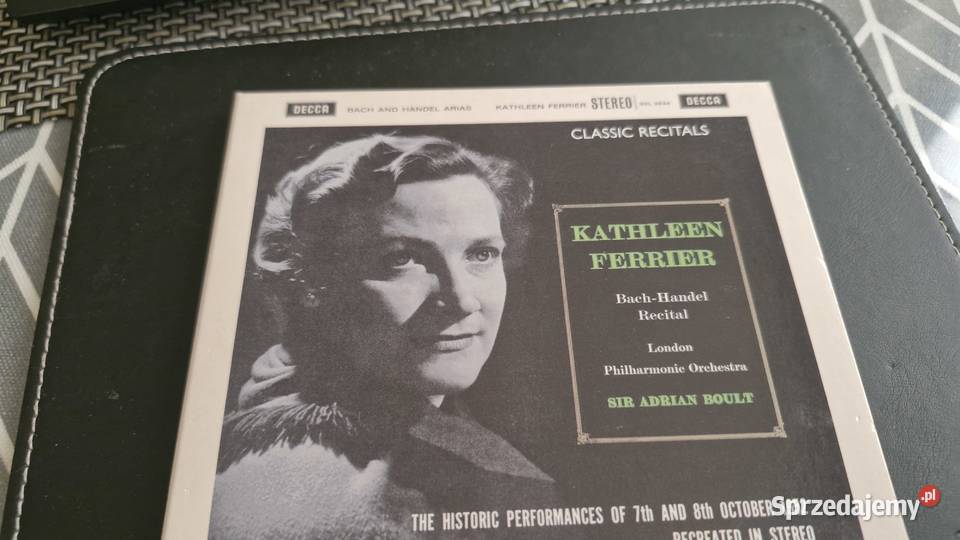 DECCA BACH AND HANDEL ARIAS KATHLEEN FERRIER STEREO DECCA
CLASSIC RECITALS
KATHLEEN
FERRIER
Bach-Handel
Recital
London
Philharmonic Orchestra
SIR ADRIAN BOULT
THE HISTORIC PERFORMANCES OF 7th AND 8th OCTOBER
RECREATED IN STEREO
Sprzedajemy.pl